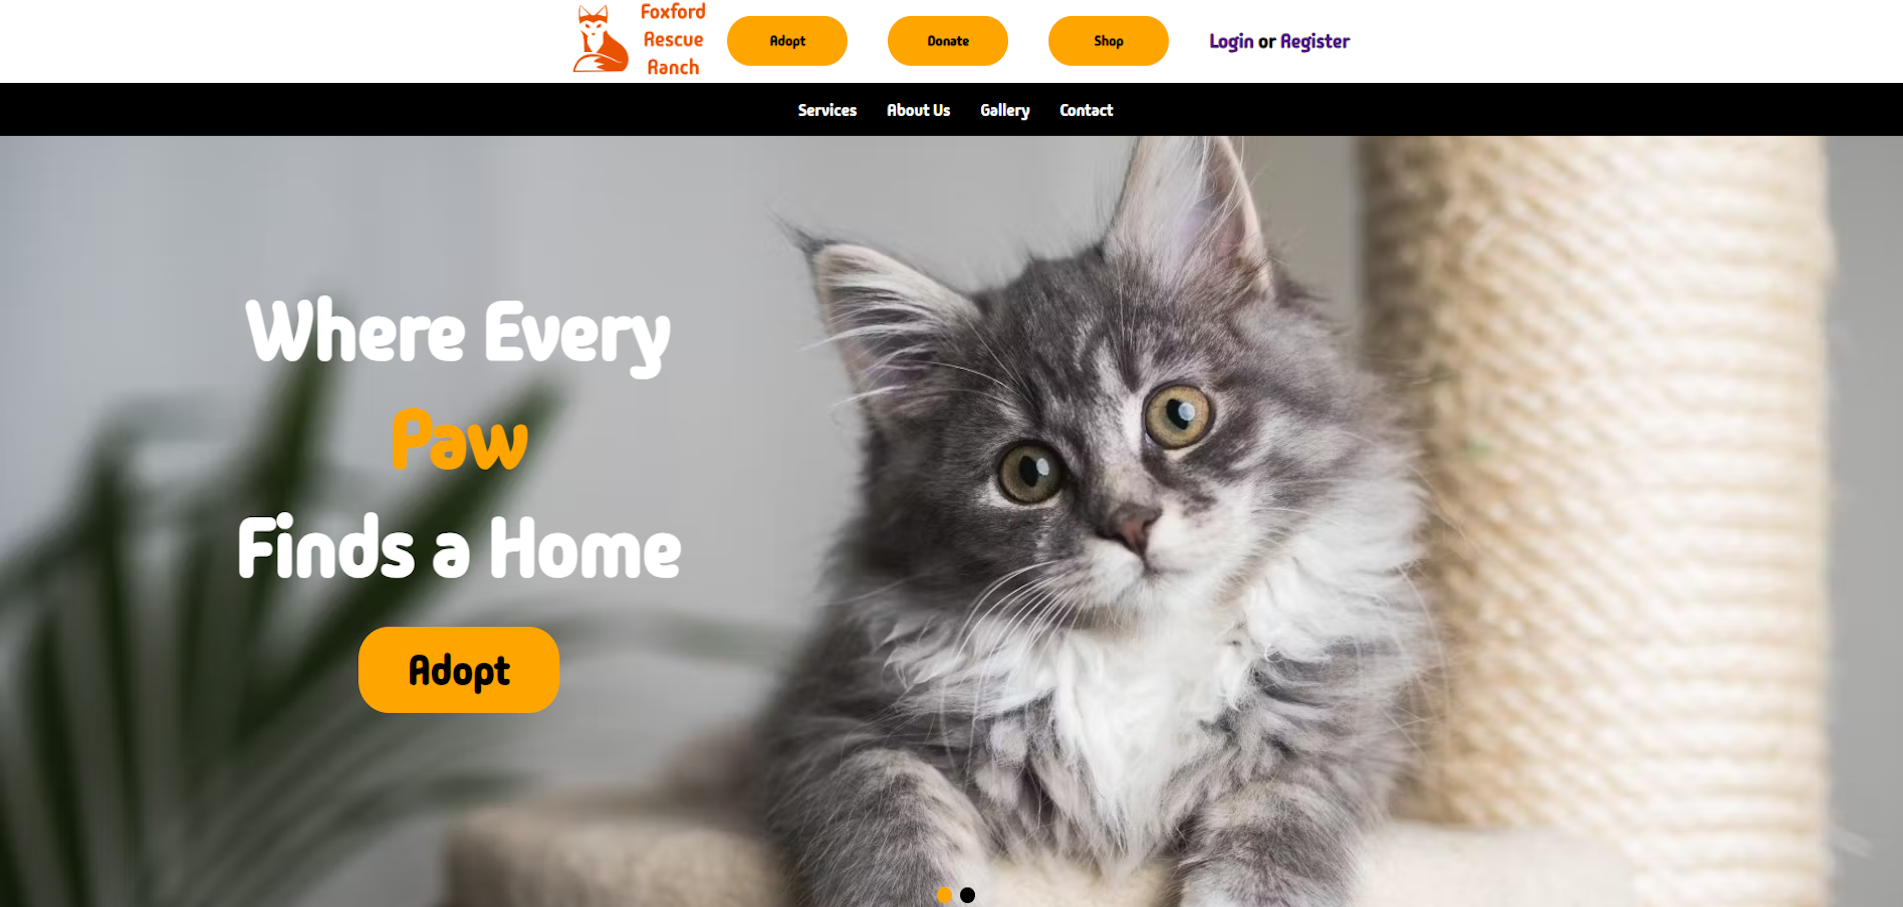 Foxford
Rescue
Ranch
Adopt
Donate
Shop
Login or Register
Services
About Us
Gallery
Contact
Where Every
Paw
Finds a Home
Adopt